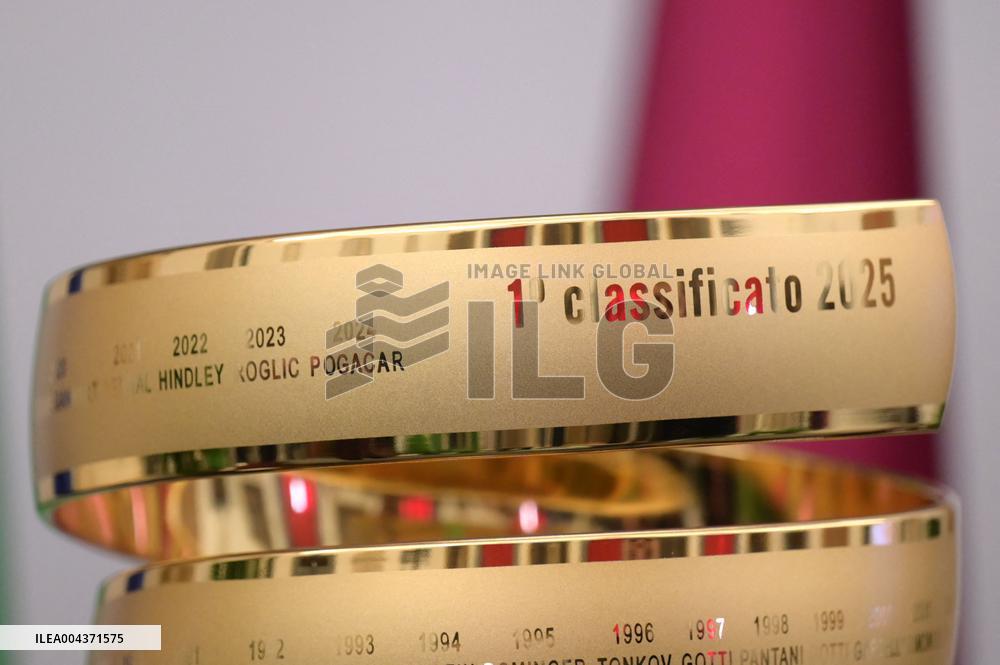 IMAGE LINK GLOBAL
ILG
1° classificato 2025
2022 2023 2024
HINDLEY ROGLIC POGACAR
1993 1994 1995 1996 1997 1998 1999
TONKOV GOTTI PANTANI
ILEA004371575